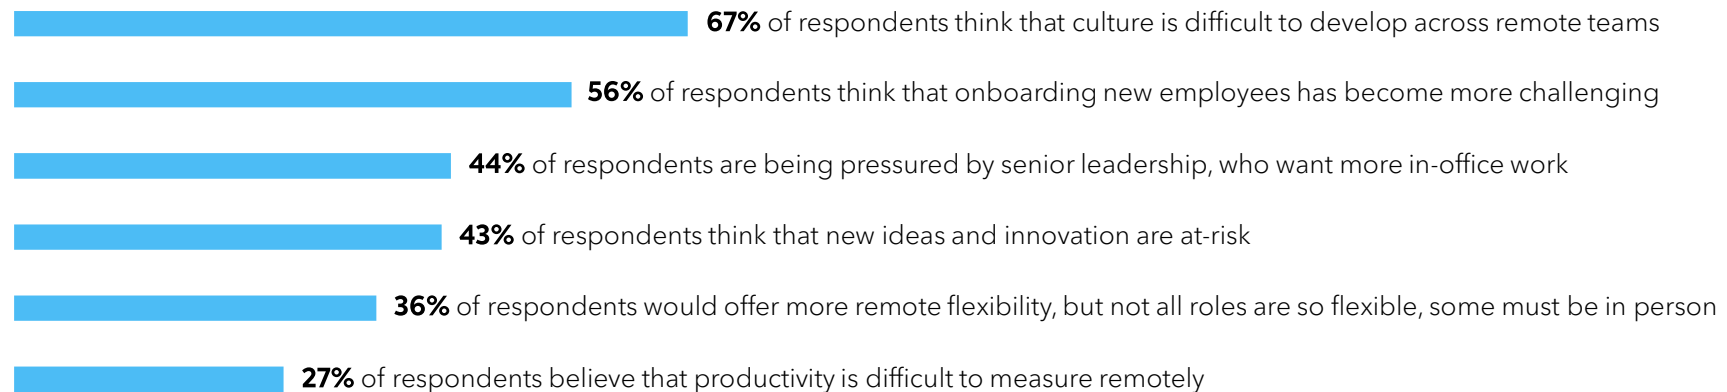 67% of respondents think that culture is difficult to develop across remote teams
56% of respondents think that onboarding new employees has become more challenging
44% of respondents are being pressured by senior leadership, who want more in-office work
43% of respondents think that new ideas and innovation are at-risk
36% of respondents would offer more remote flexibility, but not all roles are so flexible, some must be in person
27% of respondents believe that productivity is difficult to measure remotely